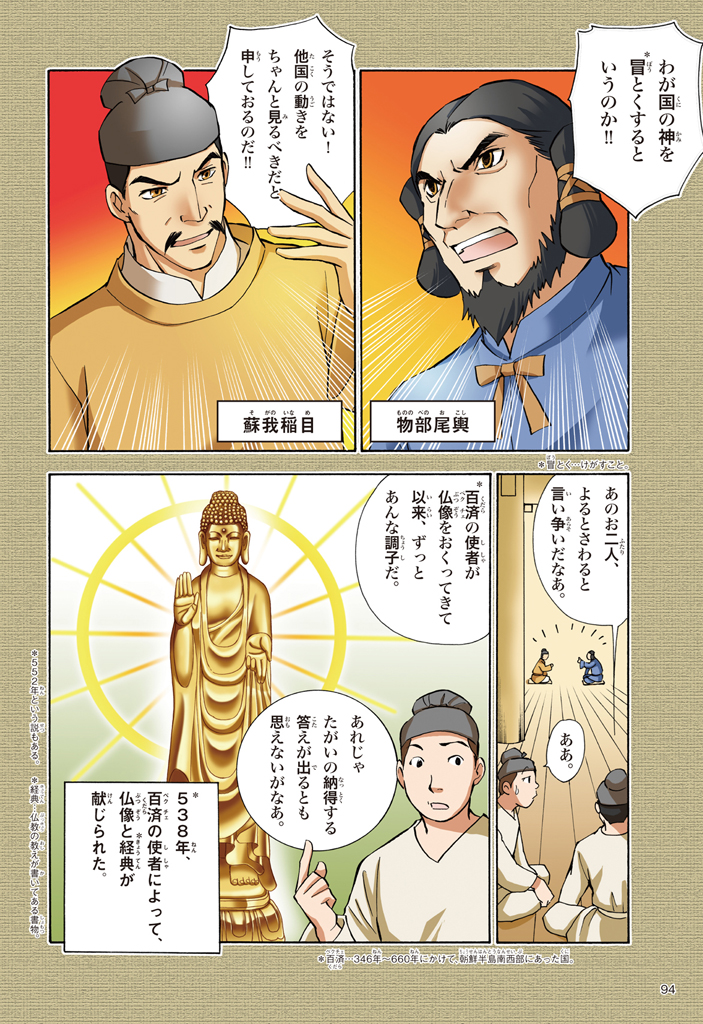 わが国の神を
*冒とくすると
いうのか!!
物部尾輿
そうではない!
他国の動きを
ちゃんと見るべきだと
申しておるのだ!!
蘇我稲目
*冒とく…けがすこと。
あのお二人、
よるとさわると
言い争いだなあ。
ああ。
*百済の使者が
仏像をおくってきて
以来、ずっと
あんな調子だ。
あれじゃ
たがいの納得する
答えが出るとも
思えないがなあ。
*538年、
百済の使者によって、
仏像と*経典が
献じられた。
*552年という説もある。
*経典…仏教の教えが書いてある書物。
*百済…346年〜660年にかけて、朝鮮半島南西部にあった国。
94